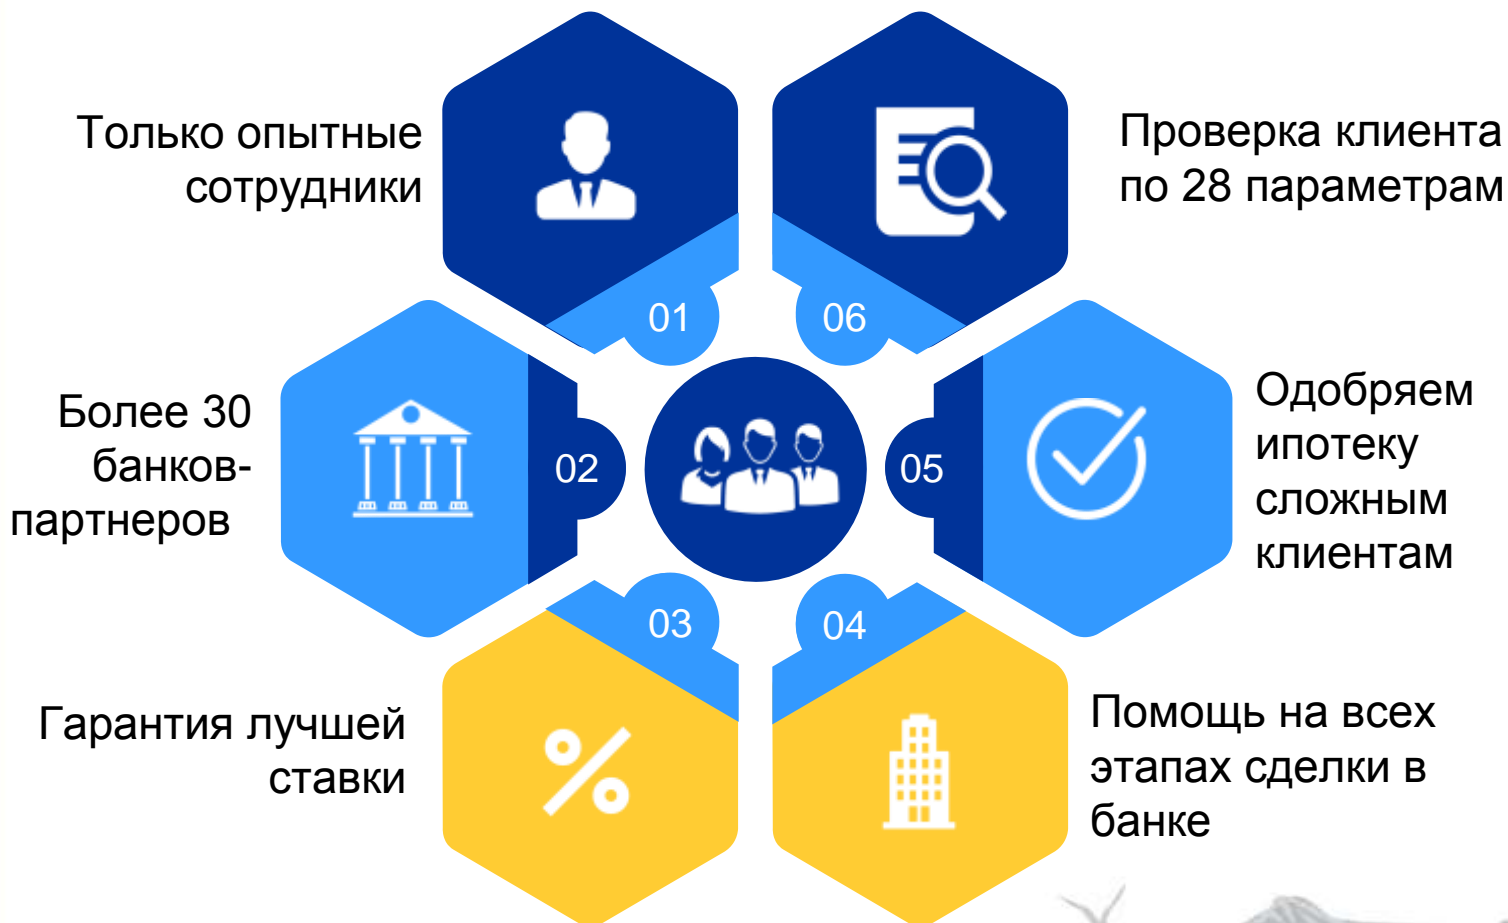 Только опытные
сотрудники
01
Более 30
банков-
партнеров
02
Гарантия лучшей
ставки
03
04
Помощь на всех
этапах сделки в
банке
05
Одобряем
ипотеку
сложным
клиентам
06
Проверка клиента
по 28 параметрам